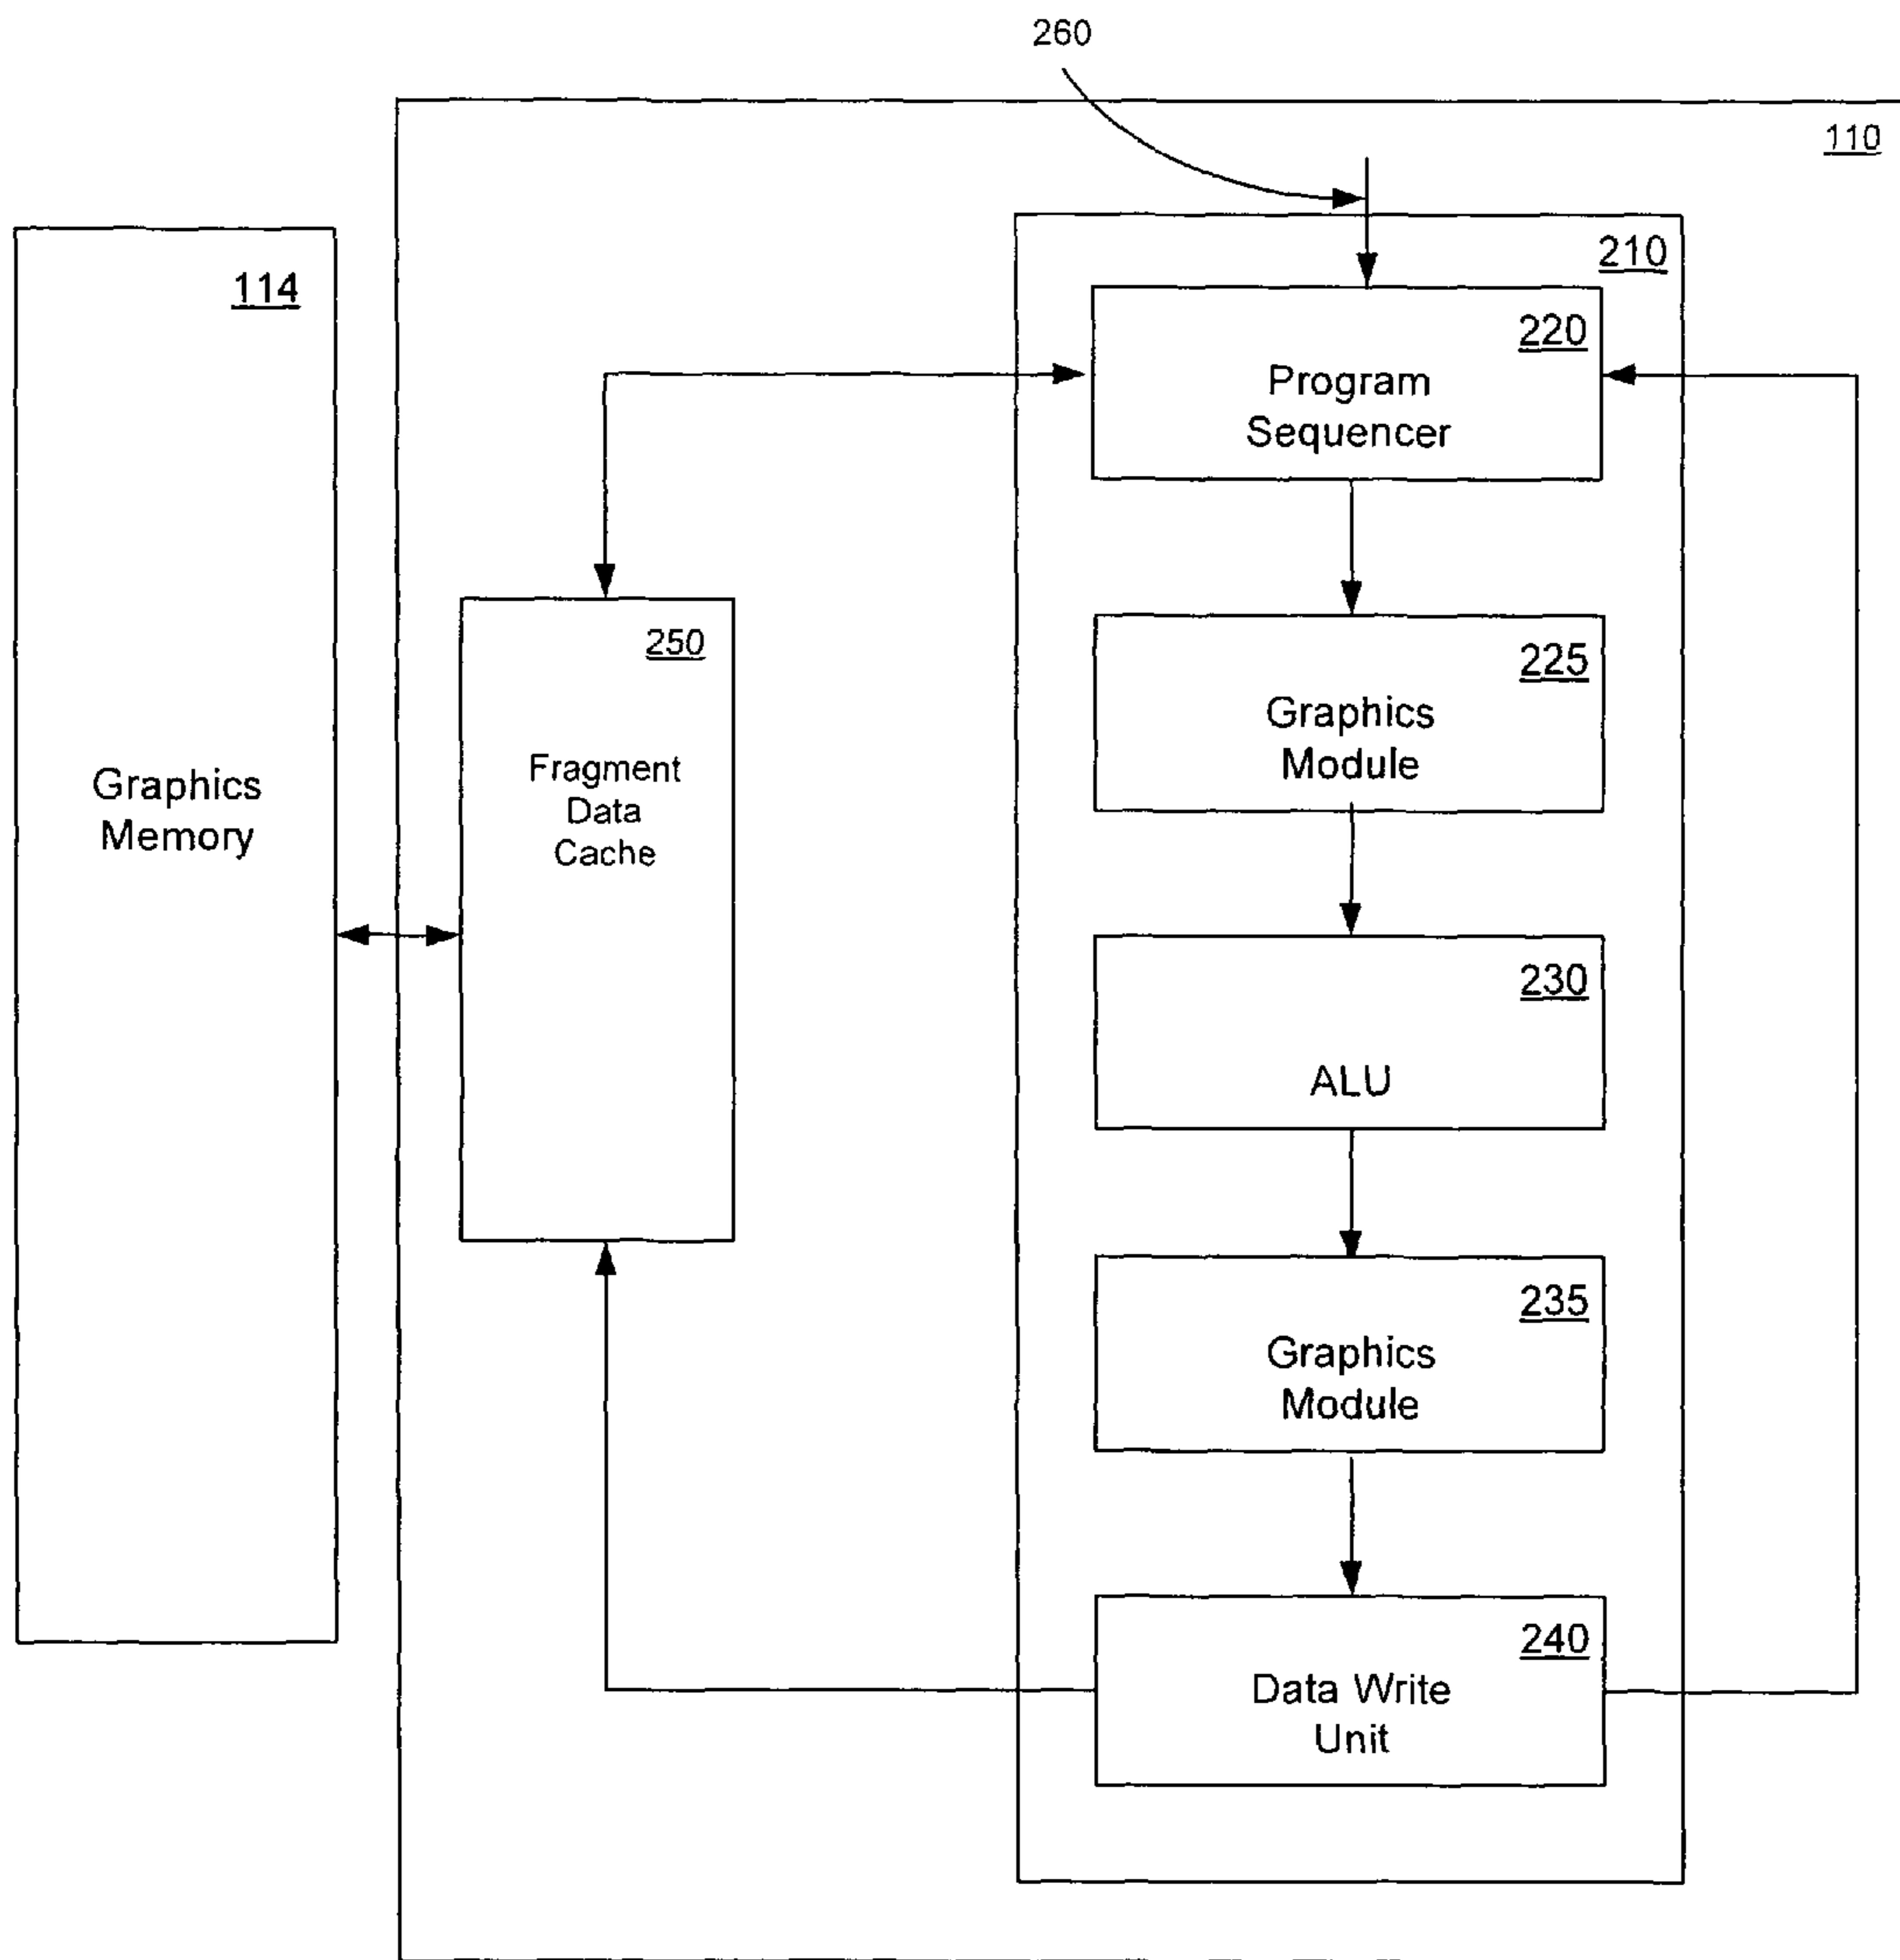 260
110
114
Graphics
Memory
250
Fragment
Data
Cache
210
220
Program
Sequencer
225
Graphics
Module
230
ALU
235
Graphics
Module
240
Data Write
Unit